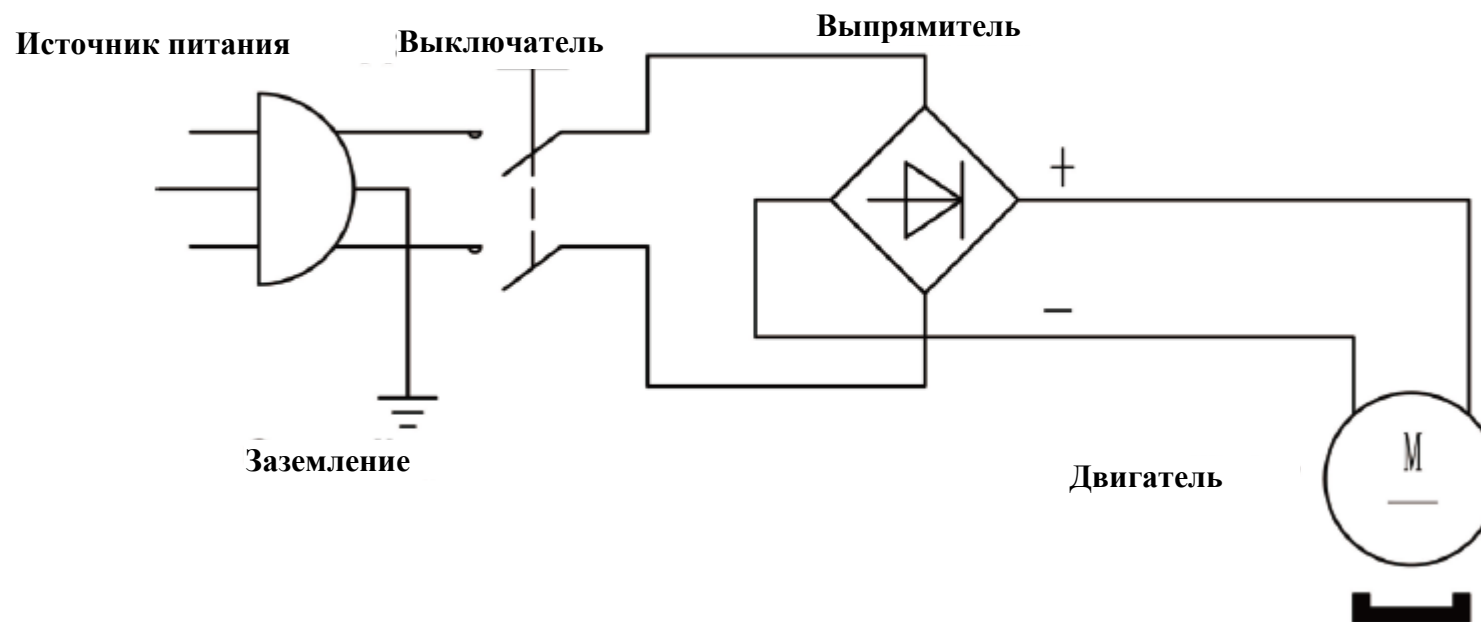 Источник питания
Выключатель
Выпрямитель
+
−
Заземление
Двигатель
M